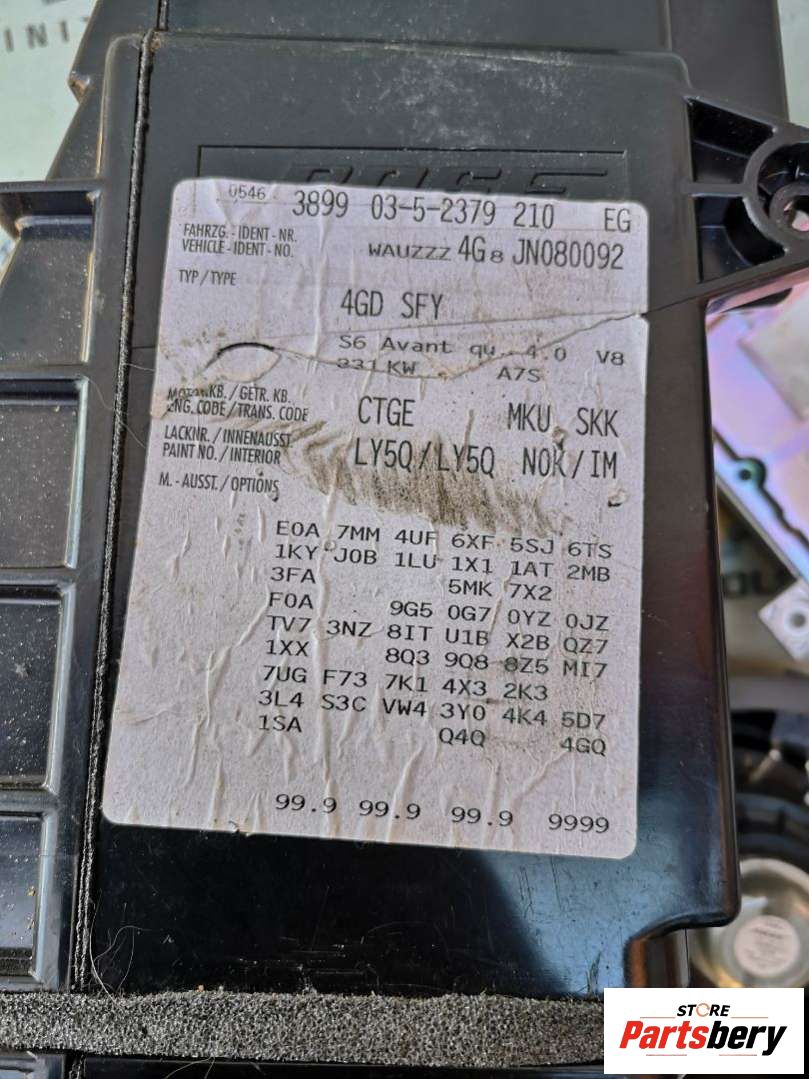 0546 3899 03-5-2379 210 EG
FAHRZG.-IDENT-NR.
VEHICLE-IDENT-NO. WAUZZZ 4G8 JN080092
TYP/TYPE
4GD SFY
S6 Avant qu. 4.0 V8
331KW A7S
MOTORKB./GETR.KB.
ENG.CODE/TRANS. CODE CTGE MKU SKK
LACKNR./INNENAUSST.
PAINT NO./INTERIOR LY5Q/LY5Q N0K/IM
M.-AUSST./OPTIONS
E0A 7MM 4UF 6XF 5SJ 6TS
1KY J0B 1LU 1X1 1AT 2MB
3FA 5MK 7X2
F0A 9G5 0G7 0YZ 0JZ
TV7 3NZ 8IT U1B X2B QZ7
1XX 8Q3 9Q8 8Z5 MI7
7UG F73 7K1 4X3 2K3
3L4 S3C VW4 3Y0 4K4 5D7
1SA Q4Q 4GQ
99.9 99.9 99.9 9999
STORE
Partsbery